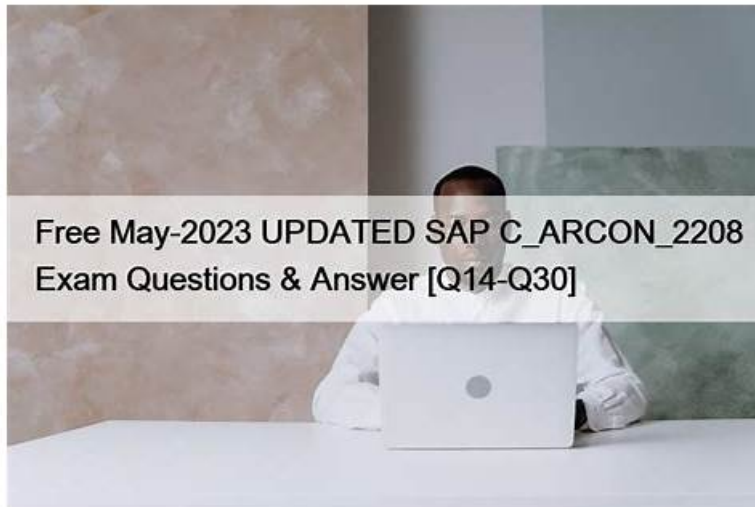 Free May-2023 UPDATED SAP C_ARCON_2208
Exam Questions & Answer [Q14-Q30]